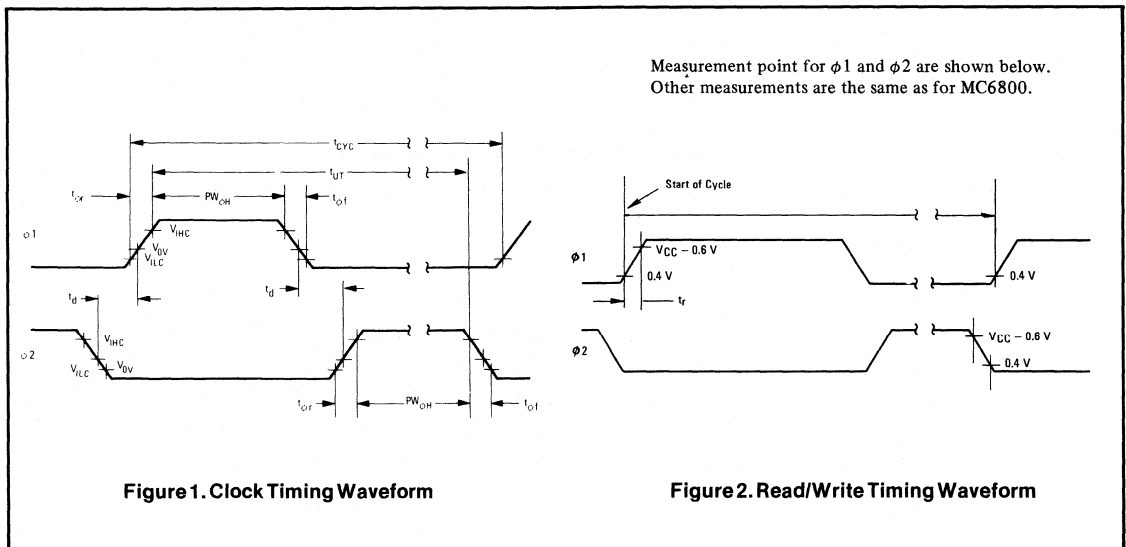 Measurement point for ϕ1 and ϕ2 are shown below.
Other measurements are the same as for MC6800.
tCYC
tUT
tϕr
PWϕH
tϕf
ϕ1
VIHC
VOV
VILC
td
td
ϕ2
VIHC
VILC
VOV
tϕr
PWϕH
tϕf
Figure 1. Clock Timing Waveform
Start of Cycle
ϕ1
VCC – 0.6 V
0.4 V
0.4 V
tr
ϕ2
VCC – 0.6 V
0.4 V
Figure 2. Read/Write Timing Waveform